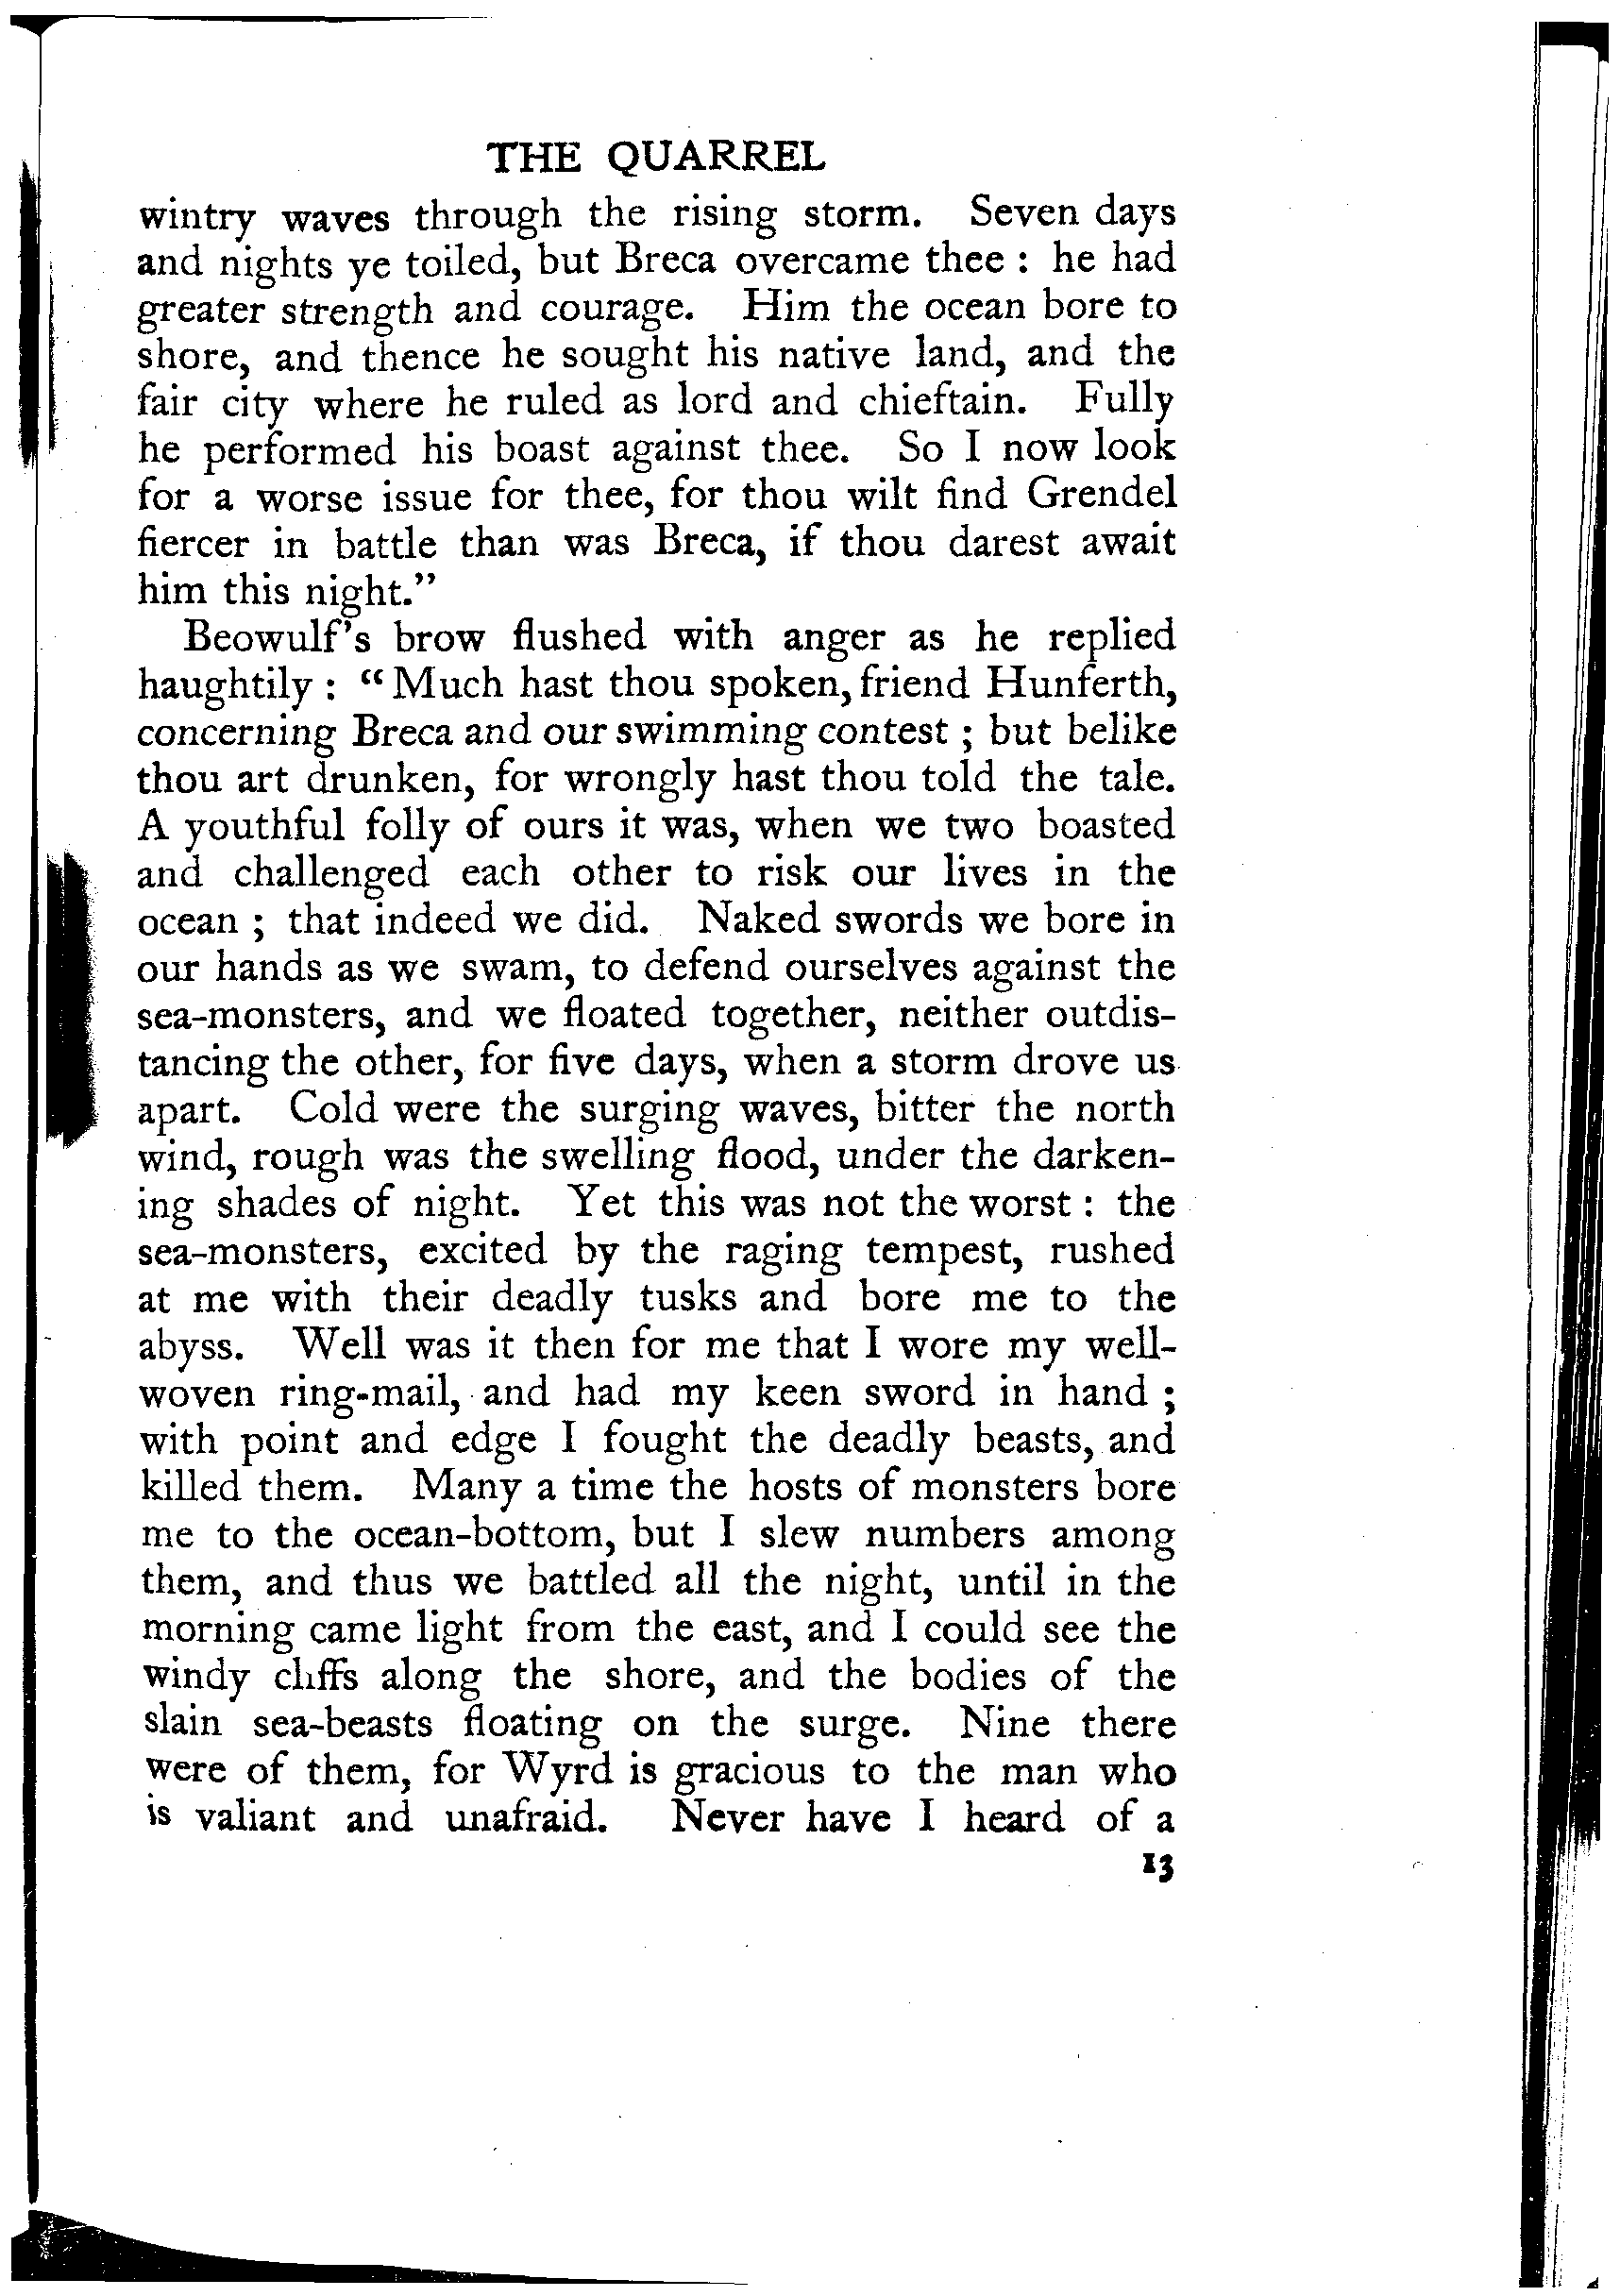 THE QUARREL
wintry waves through the rising storm. Seven days
and nights ye toiled, but Breca overcame thee : he had
greater strength and courage. Him the ocean bore to
shore, and thence he sought his native land, and the
fair city where he ruled as lord and chieftain. Fully
he performed his boast against thee. So I now look
for a worse issue for thee, for thou wilt find Grendel
fiercer in battle than was Breca, if thou darest await
him this night.”
Beowulf’s brow flushed with anger as he replied
haughtily : “ Much hast thou spoken, friend Hunferth,
concerning Breca and our swimming contest ; but belike
thou art drunken, for wrongly hast thou told the tale.
A youthful folly of ours it was, when we two boasted
and challenged each other to risk our lives in the
ocean ; that indeed we did. Naked swords we bore in
our hands as we swam, to defend ourselves against the
sea-monsters, and we floated together, neither outdis-
tancing the other, for five days, when a storm drove us
apart. Cold were the surging waves, bitter the north
wind, rough was the swelling flood, under the darken-
ing shades of night. Yet this was not the worst : the
sea-monsters, excited by the raging tempest, rushed
at me with their deadly tusks and bore me to the
abyss. Well was it then for me that I wore my well-
woven ring-mail, and had my keen sword in hand ;
with point and edge I fought the deadly beasts, and
killed them. Many a time the hosts of monsters bore
me to the ocean-bottom, but I slew numbers among
them, and thus we battled all the night, until in the
morning came light from the east, and I could see the
windy cliffs along the shore, and the bodies of the
slain sea-beasts floating on the surge. Nine there
were of them, for Wyrd is gracious to the man who
is valiant and unafraid. Never have I heard of a
13